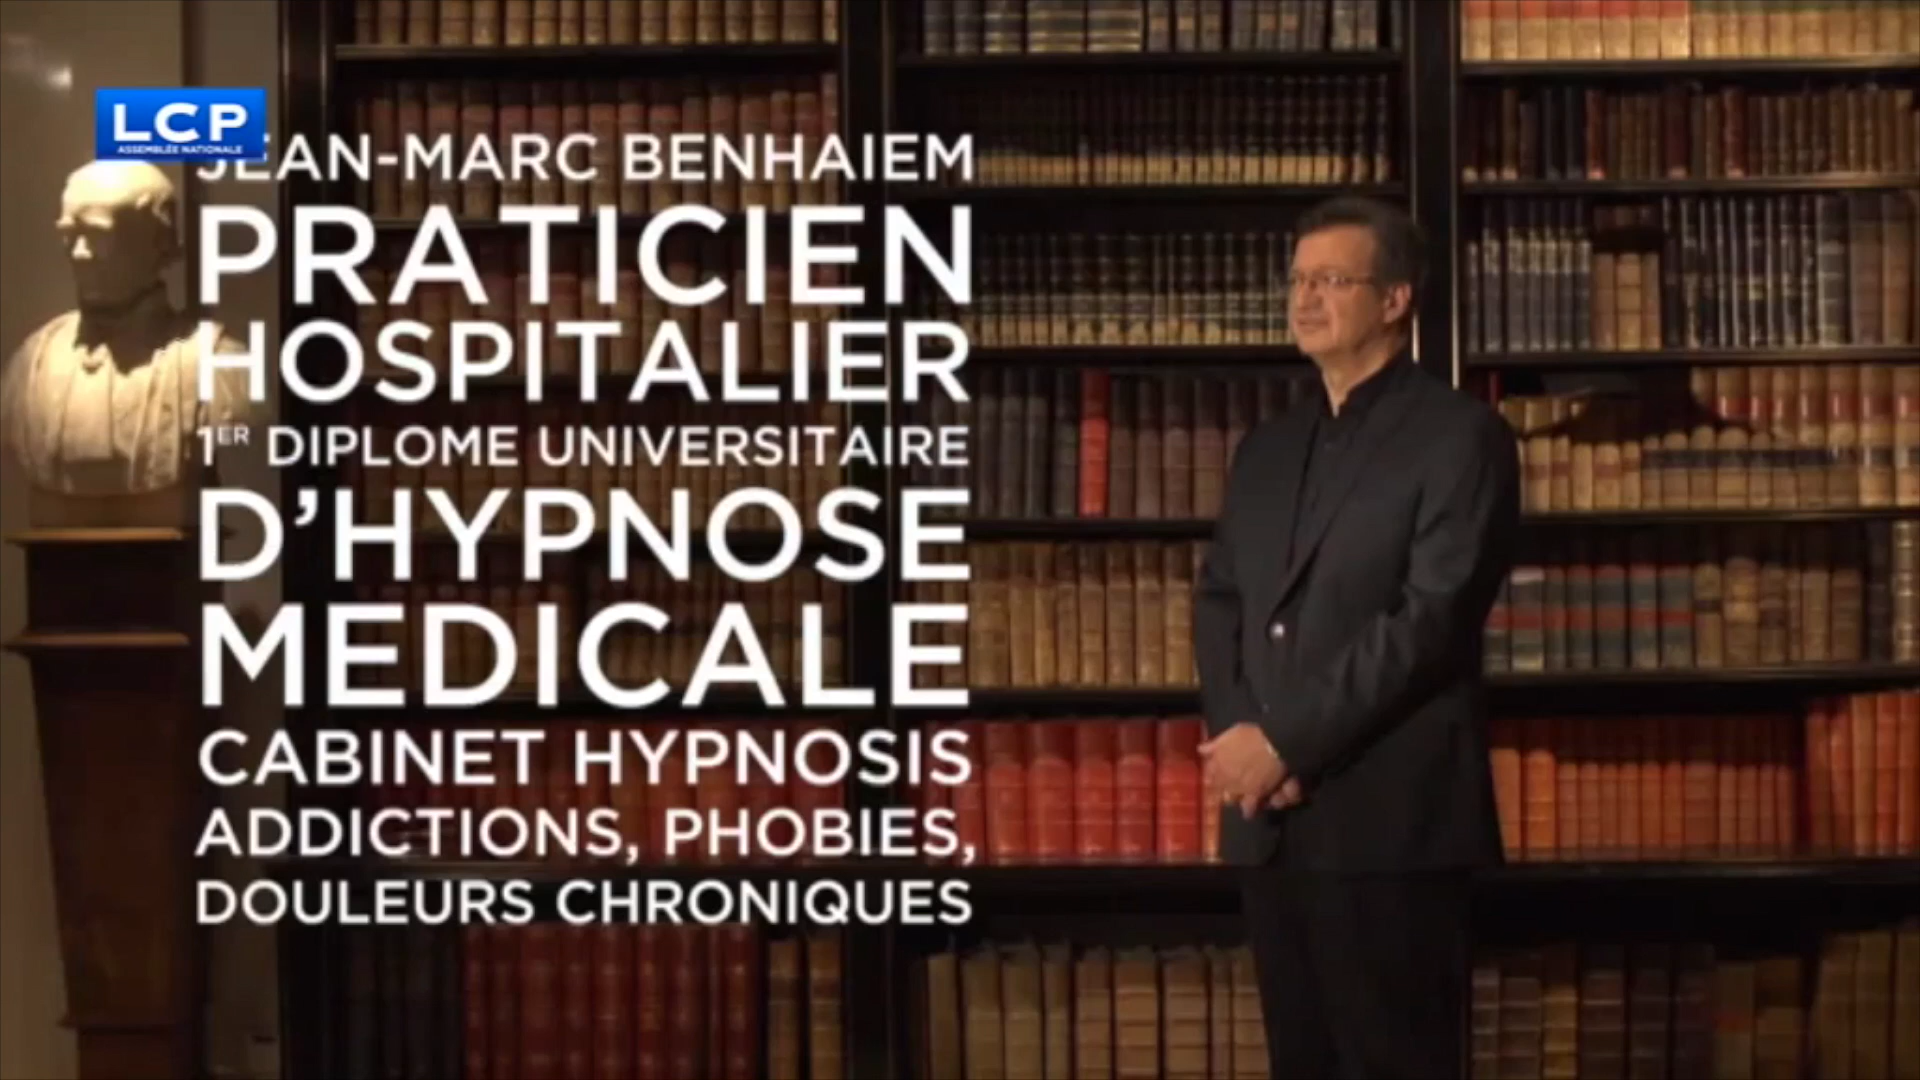 LCP
ASSEMBLÉE NATIONALE
JEAN-MARC BENHAIEM
PRATICIEN
HOSPITALIER
1ER DIPLOME UNIVERSITAIRE
D'HYPNOSE
MEDICALE
CABINET HYPNOSIS
ADDICTIONS, PHOBIES,
DOULEURS CHRONIQUES